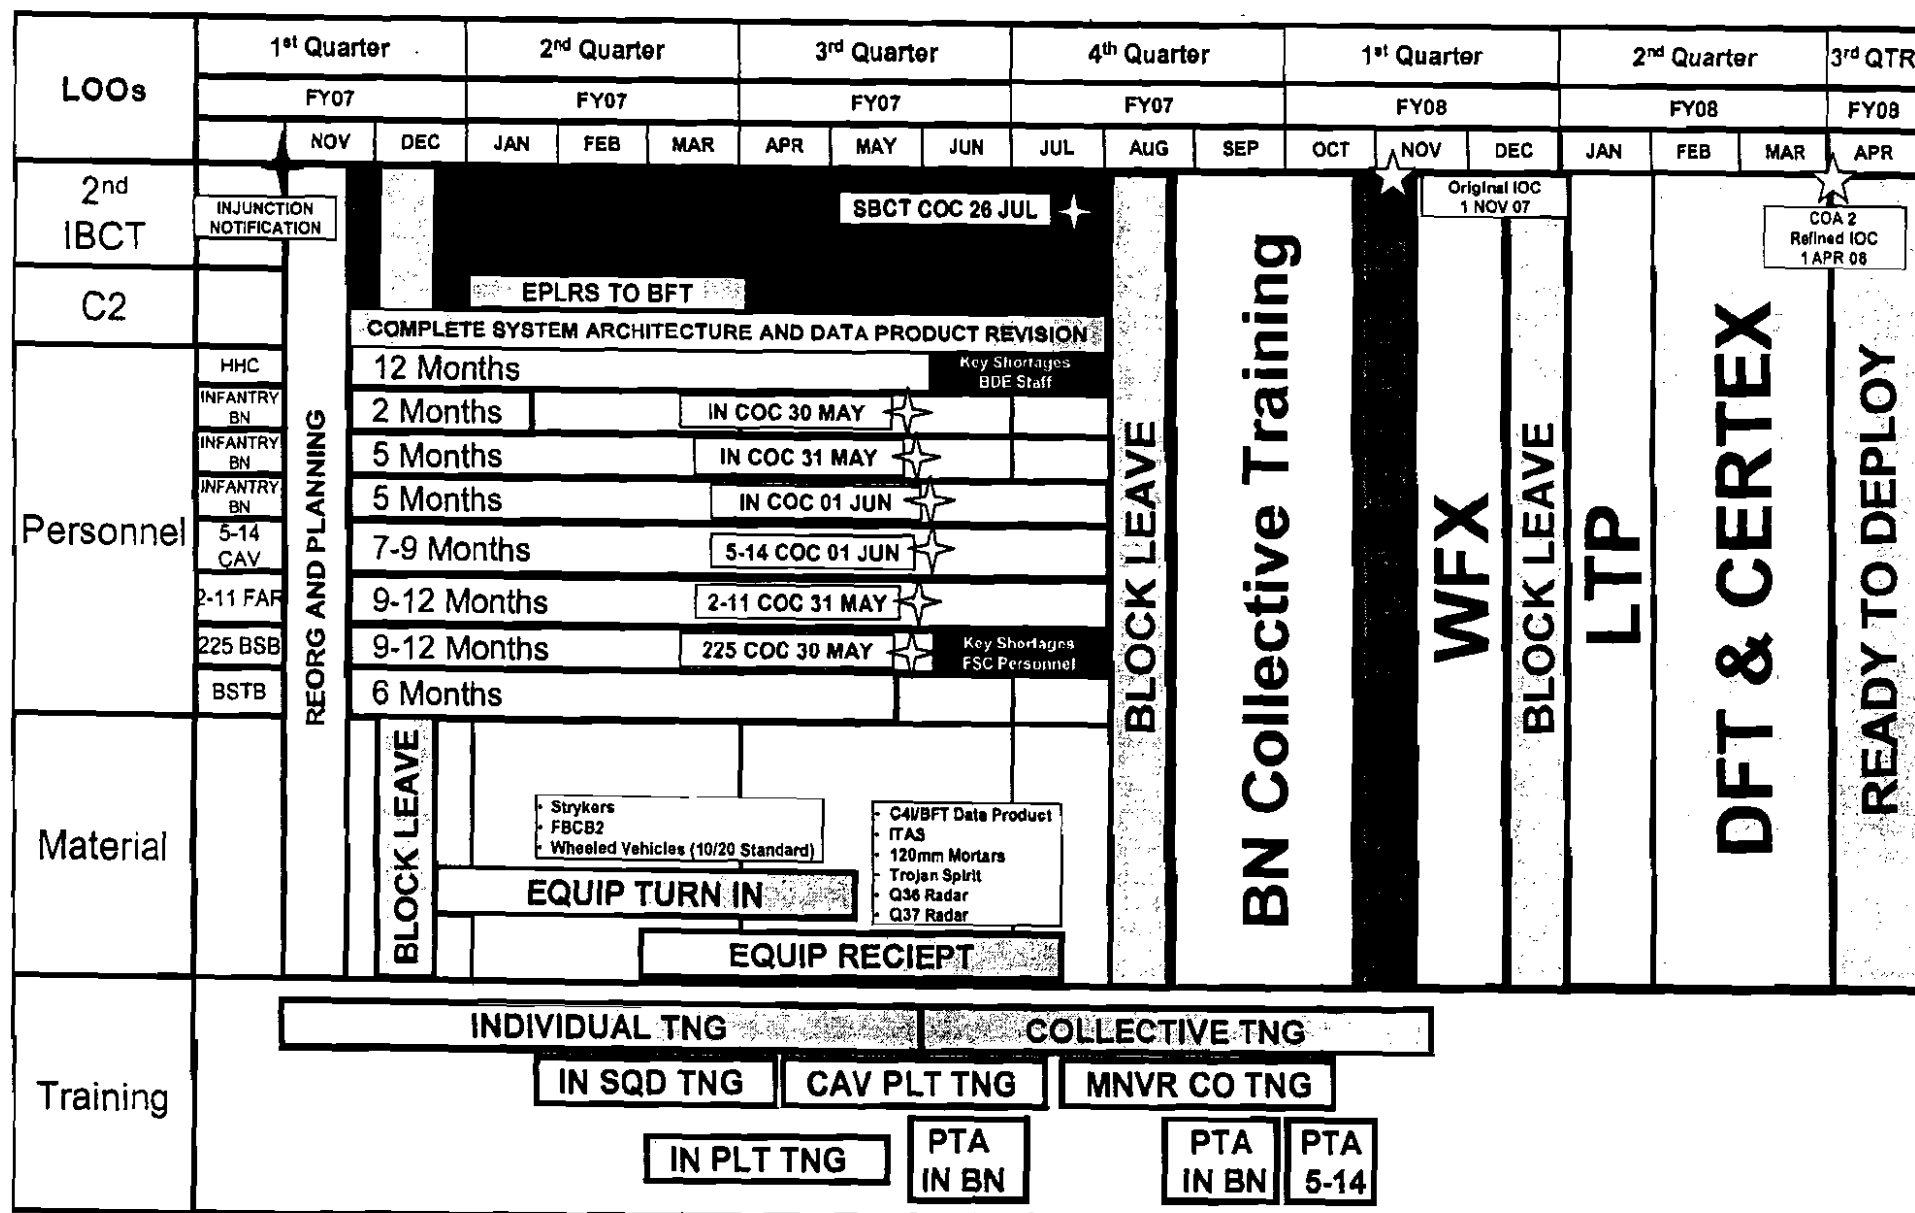 LOOs
1st Quarter
2nd Quarter
3rd Quarter
4th Quarter
1st Quarter
2nd Quarter
3rd QTR
FY07
FY07
FY07
FY07
FY08
FY08
FY08
NOV
DEC
JAN
FEB
MAR
APR
MAY
JUN
JUL
AUG
SEP
OCT
NOV
DEC
JAN
FEB
MAR
APR
2nd
IBCT
INJUNCTION
NOTIFICATION
SBCT COC 26 JUL
Original IOC
1 NOV 07
COA 2
Refined IOC
1 APR 08
C2
EPLRS TO BFT
COMPLETE SYSTEM ARCHITECTURE AND DATA PRODUCT REVISION
Personnel
HHC
12 Months
Key Shortages
BDE Staff
INFANTRY
BN
2 Months
IN COC 30 MAY
INFANTRY
BN
5 Months
IN COC 31 MAY
INFANTRY
BN
5 Months
IN COC 01 JUN
5-14
CAV
7-9 Months
5-14 COC 01 JUN
2-11 FAR
9-12 Months
2-11 COC 31 MAY
225 BSB
9-12 Months
225 COC 30 MAY
Key Shortages
FSC Personnel
BSTB
6 Months
REORG AND PLANNING
BLOCK LEAVE
BLOCK LEAVE
BN Collective Training
WFX
BLOCK LEAVE
LTP
DFT & CERTEX
READY TO DEPLOY
Material
· Strykers
· FBCB2
· Wheeled Vehicles (10/20 Standard)
· C4I/BFT Data Product
· ITAS
· 120mm Mortars
· Trojan Spirit
· Q36 Radar
· Q37 Radar
EQUIP TURN IN
EQUIP RECIEPT
Training
INDIVIDUAL TNG
COLLECTIVE TNG
IN SQD TNG
CAV PLT TNG
MNVR CO TNG
IN PLT TNG
PTA
IN BN
PTA
IN BN
PTA
5-14